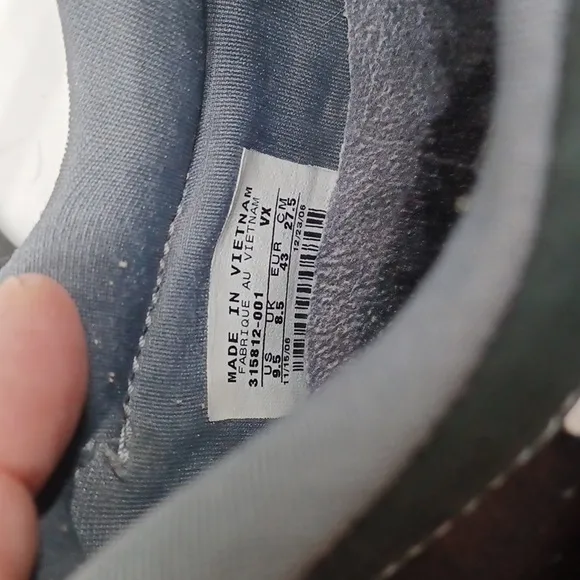 MADE IN VIETNAM
FABRIQUE AU VIETNAM
315812-001 VX
US UK EUR CM
9.5 8.5 43 27.5
11/15/06 12/23/06